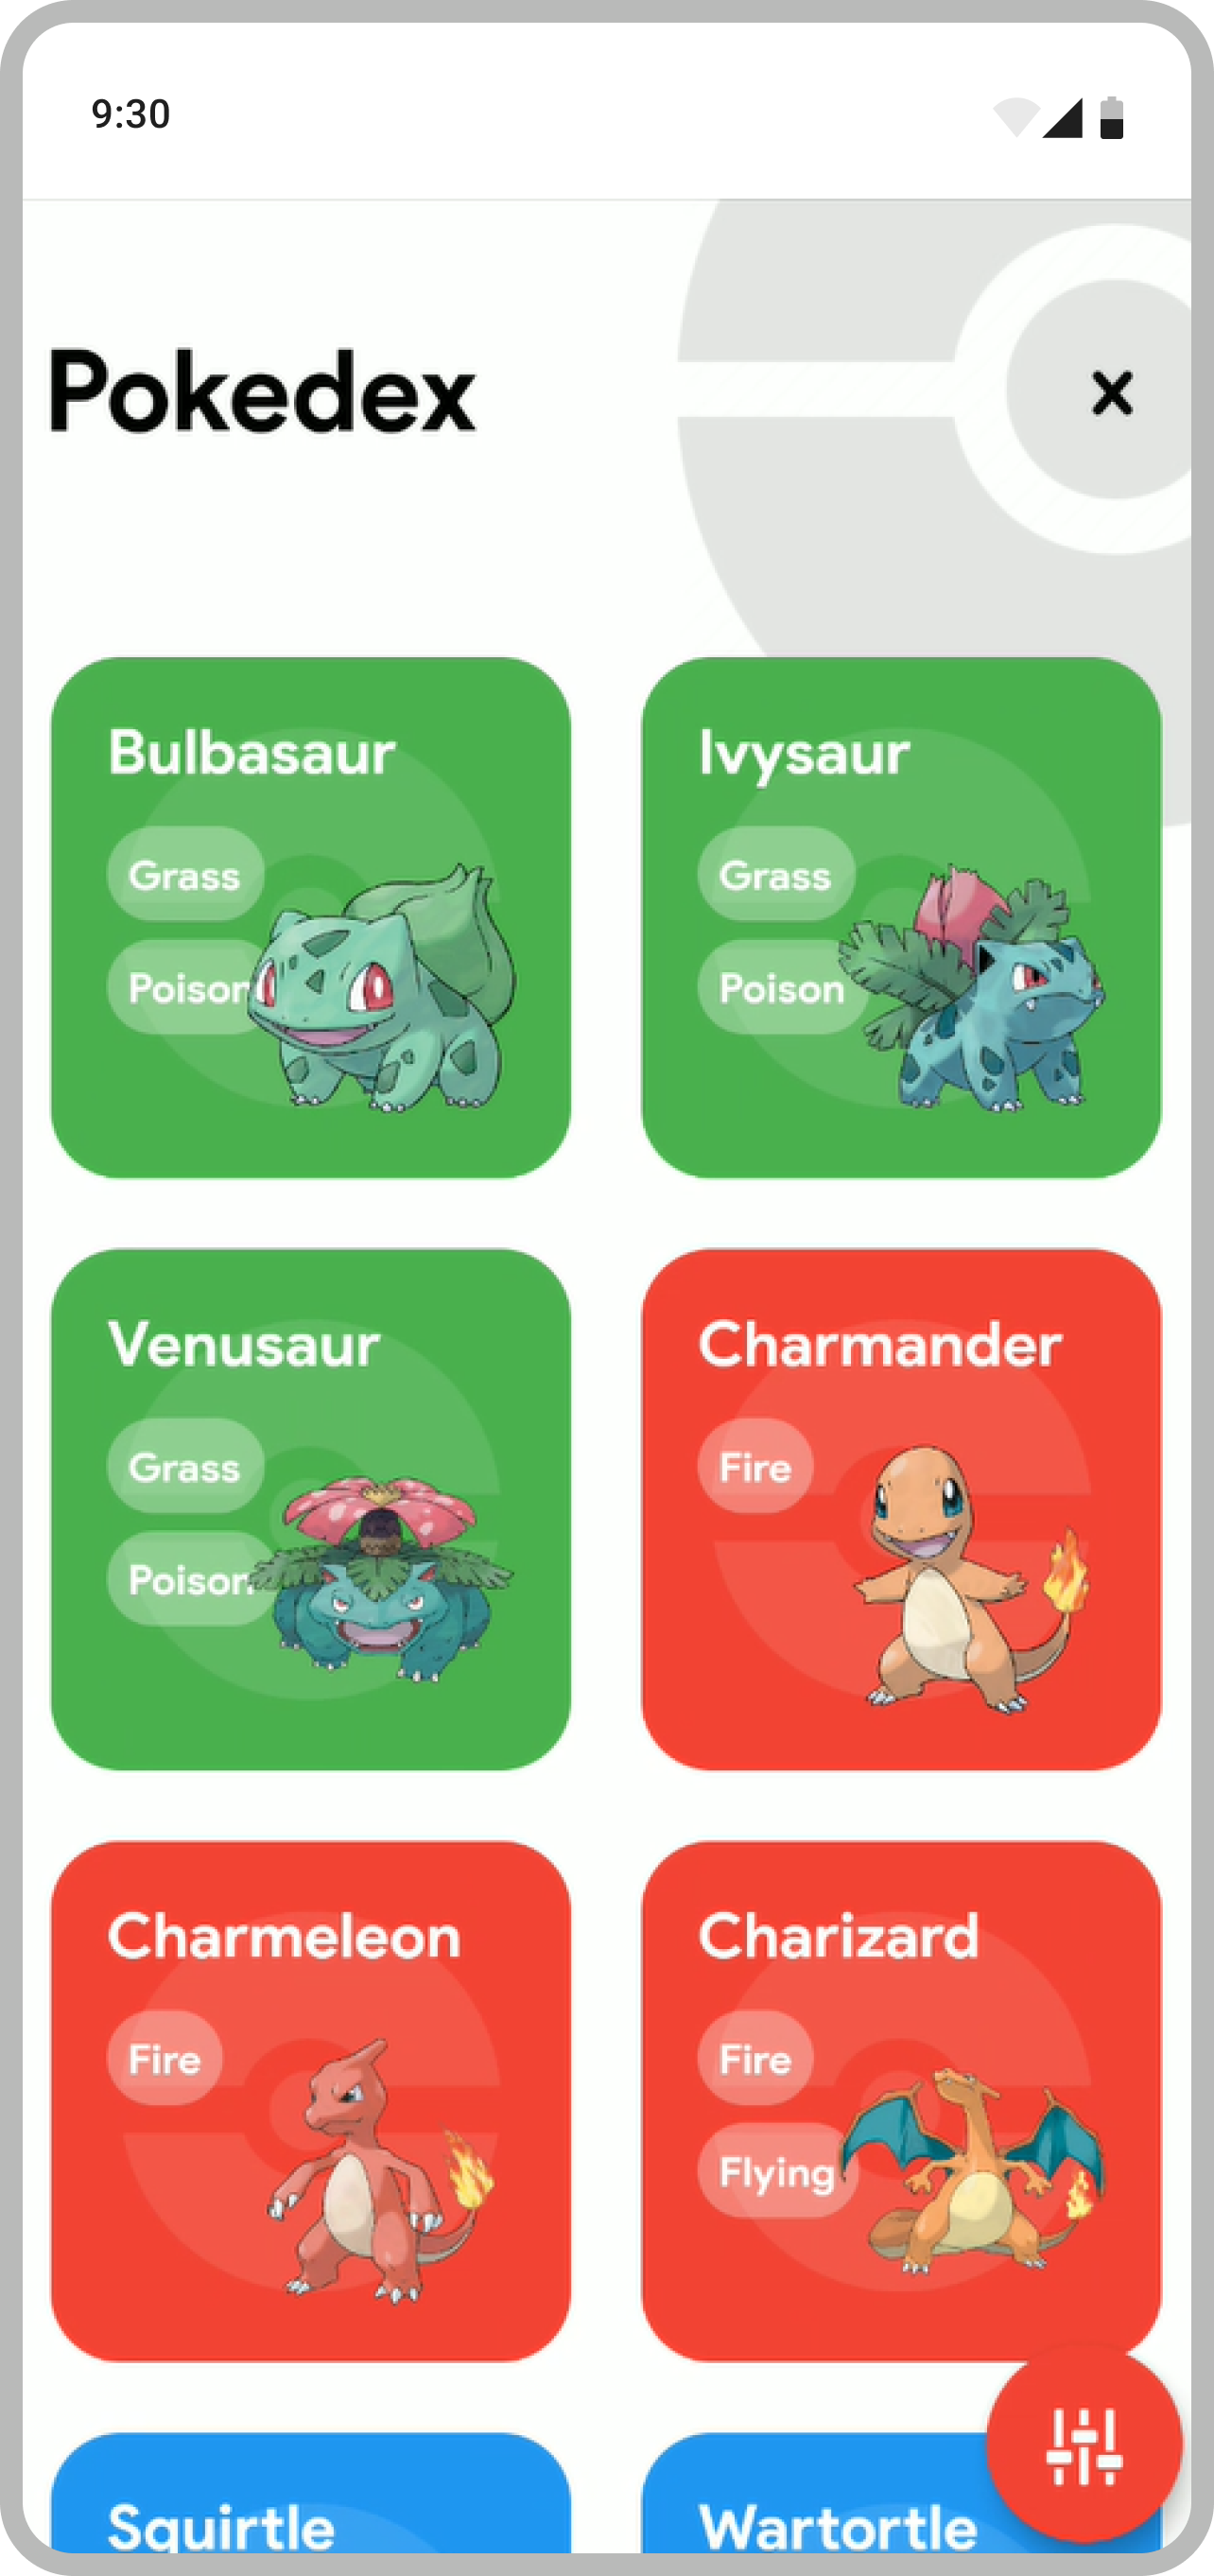 9:30
Pokedex
x
Bulbasaur
Grass
Poison
Ivysaur
Grass
Poison
Venusaur
Grass
Poison
Charmander
Fire
Charmeleon
Fire
Charizard
Fire
Flying
Squirtle
Wartortle